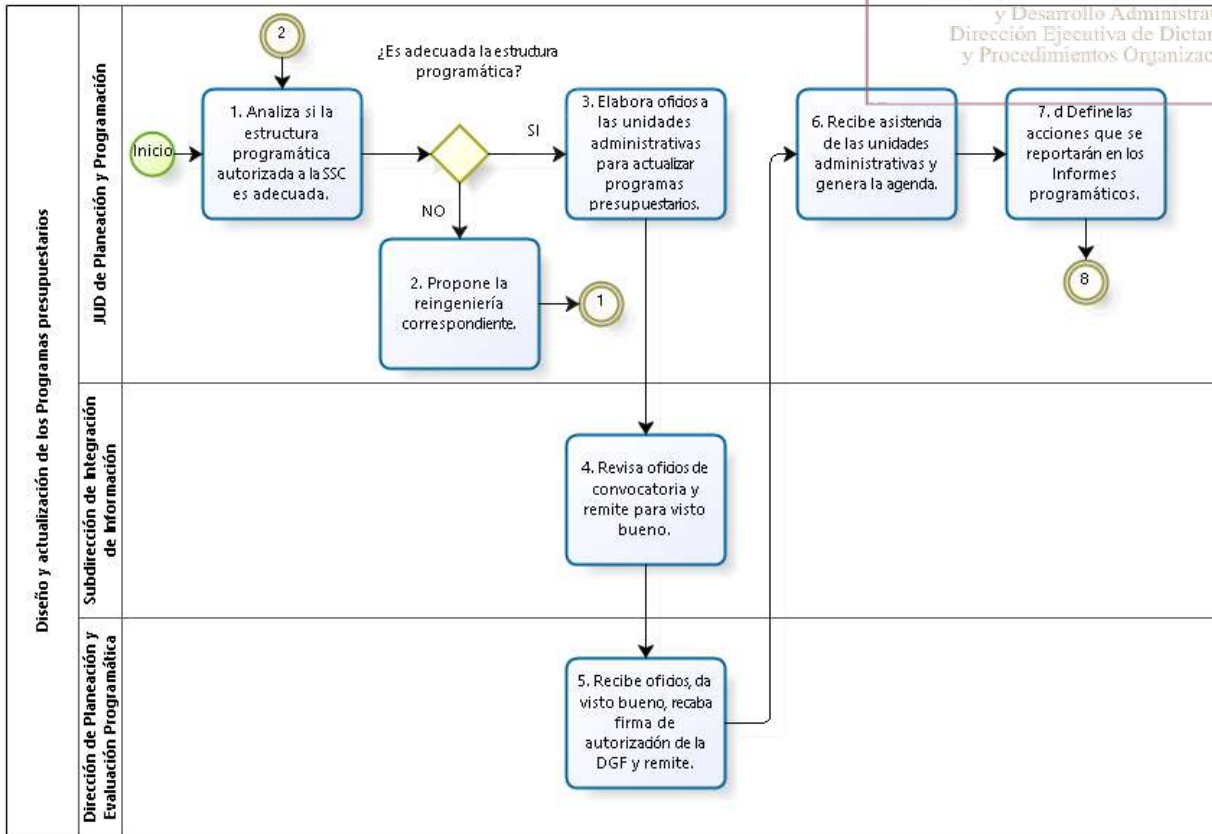 y Desarrollo Administra
Dirección Ejecutiva de Dicta
y Procedimientos Organiza
Diseño y actualización de los Programas presupuestarios
JUD de Planeación y Programación
2
¿Es adecuada la estructura
programática?
Inicio
1. Analiza si la
estructura
programática
autorizada a la SSC
es adecuada.
SI
NO
2. Propone la
reingeniería
correspondiente.
1
3. Elabora oficios a
las unidades
administrativas
para actualizar
programas
presupuestarios.
6. Recibe asistencia
de las unidades
administrativas y
genera la agenda.
7. d Define las
acciones que se
reportarán en los
Informes
programáticos.
8
Subdirección de Integración
de Información
4. Revisa oficios de
convocatoria y
remite para visto
bueno.
Dirección de Planeación y
Evaluación Programática
5. Recibe oficios, da
visto bueno, recaba
firma de
autorización de la
DGF y remite.